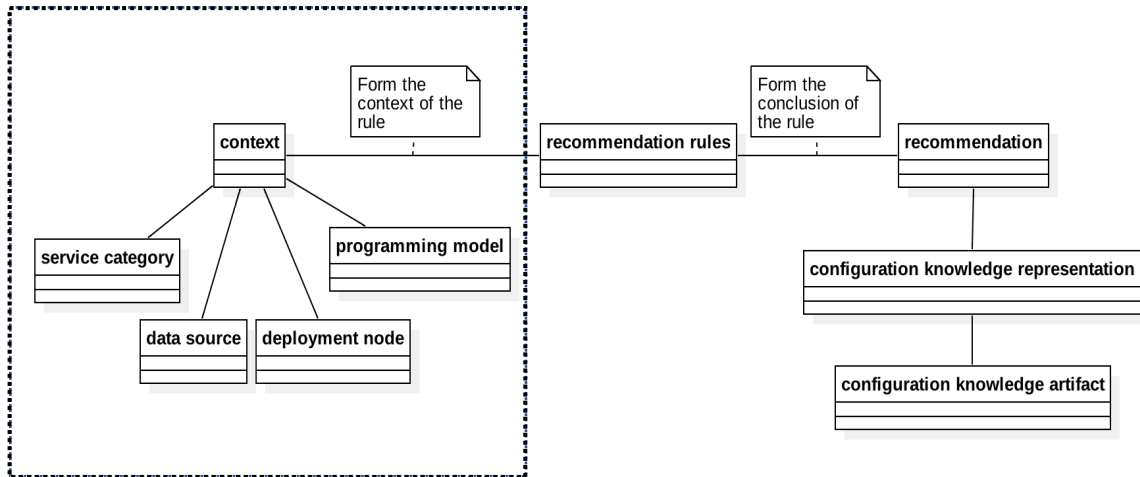 Form the
context of the
rule
Form the
conclusion of
the rule
context
recommendation rules
recommendation
service category
programming model
configuration knowledge representation
data source
deployment node
configuration knowledge artifact